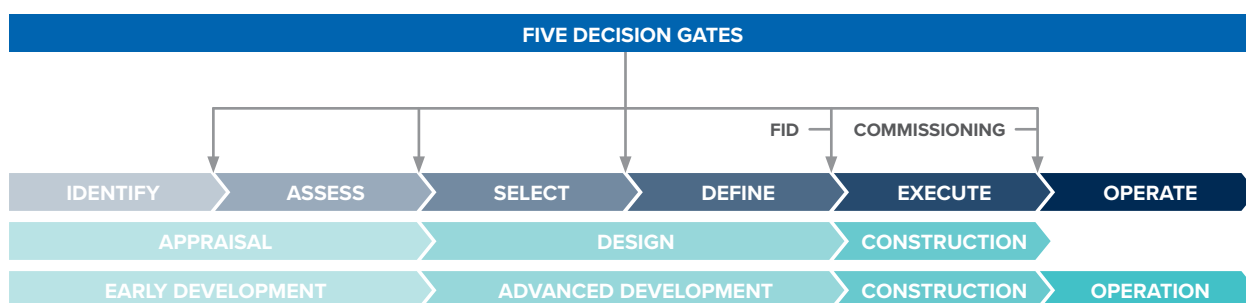 FIVE DECISION GATES
FID COMMISSIONING
IDENTIFY ASSESS SELECT DEFINE EXECUTE OPERATE
APPRAISAL DESIGN CONSTRUCTION
EARLY DEVELOPMENT ADVANCED DEVELOPMENT CONSTRUCTION OPERATION